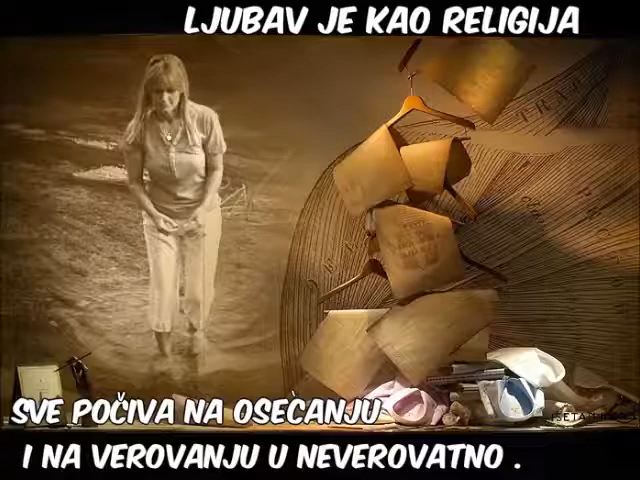 LJUBAV JE KAO RELIGIJA
SVE POČIVA NA OSEĆANJU
I NA VEROVANJU U NEVEROVATNO .